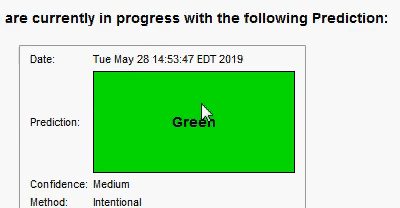 are currently in progress with the following Prediction:
Date: Tue May 28 14:53:47 EDT 2019
Prediction: Green
Confidence: Medium
Method: Intentional